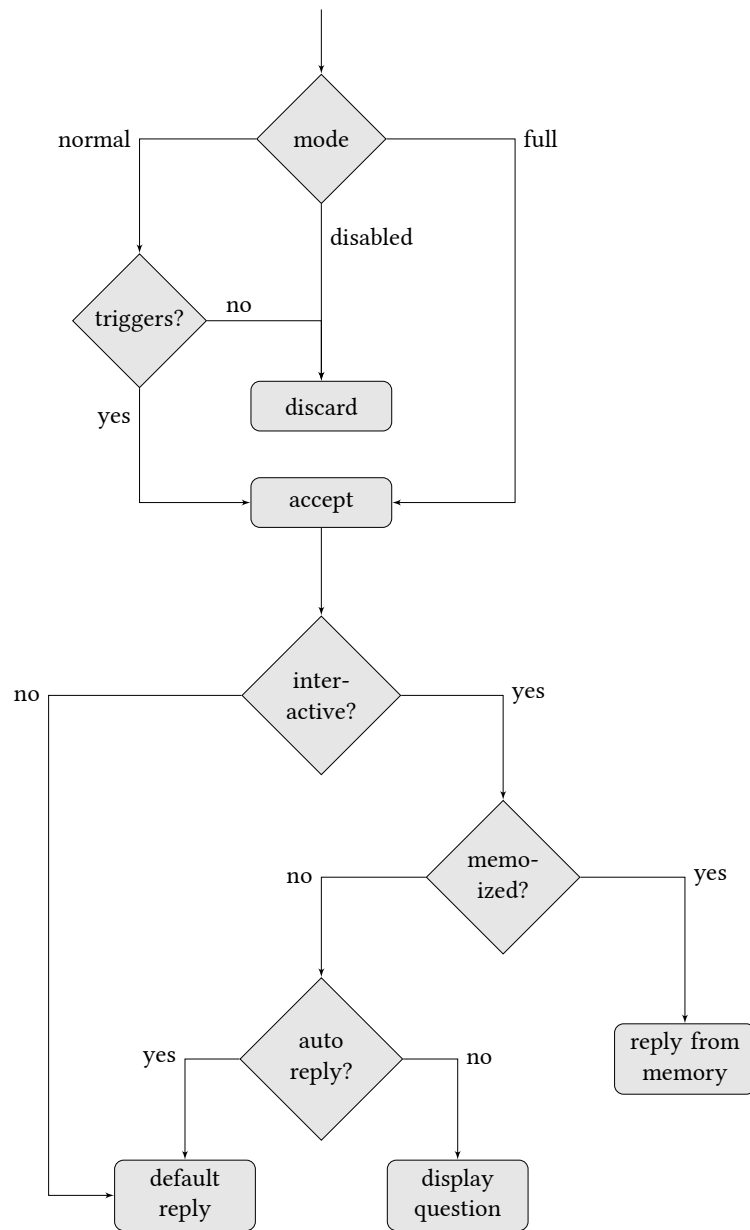 normal
mode
full
disabled
triggers?
no
yes
discard
accept
no
inter-
active?
yes
no
memo-
ized?
yes
yes
auto
reply?
no
reply from
memory
default
reply
display
question